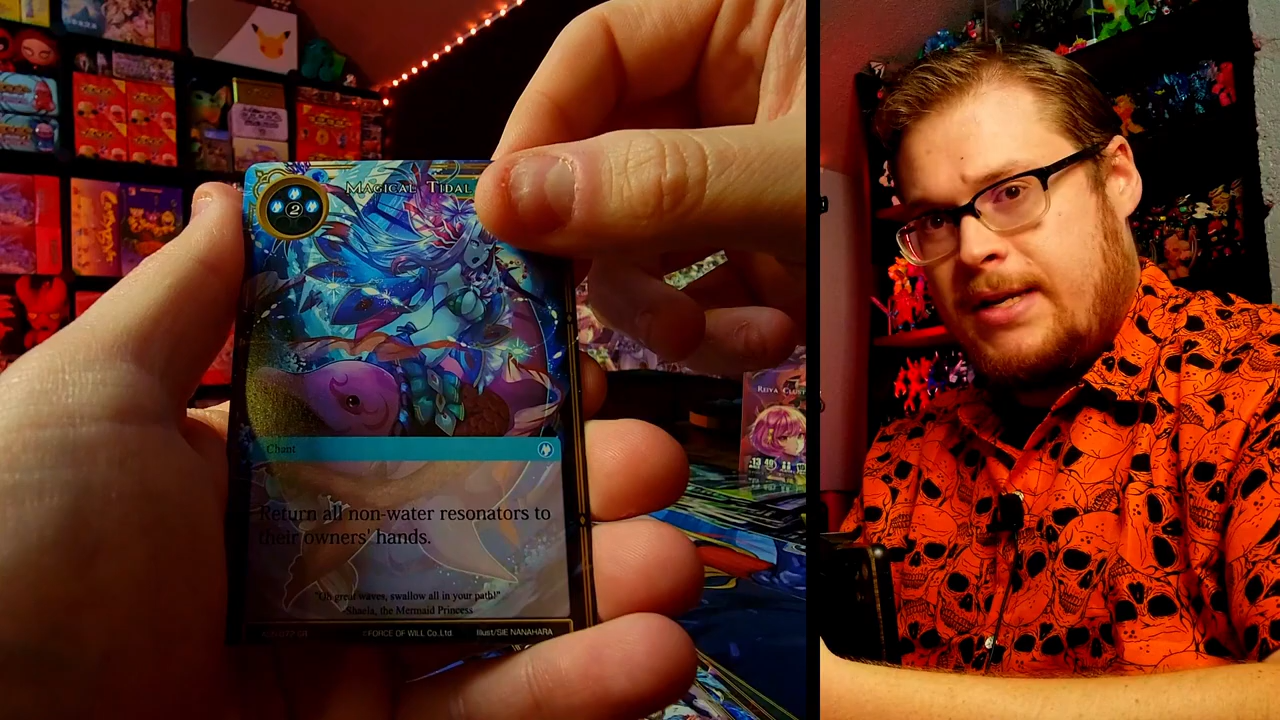 MAGICAL TIDAL
2
Chant
Return all non-water resonators to
their owners' hands.
"Oh great waves, swallow all in your path!"
-Shaela, the Mermaid Princess
©FORCE OF WILL Co.,Ltd. Illust/SIE NANAHARA
REIYA CLUST